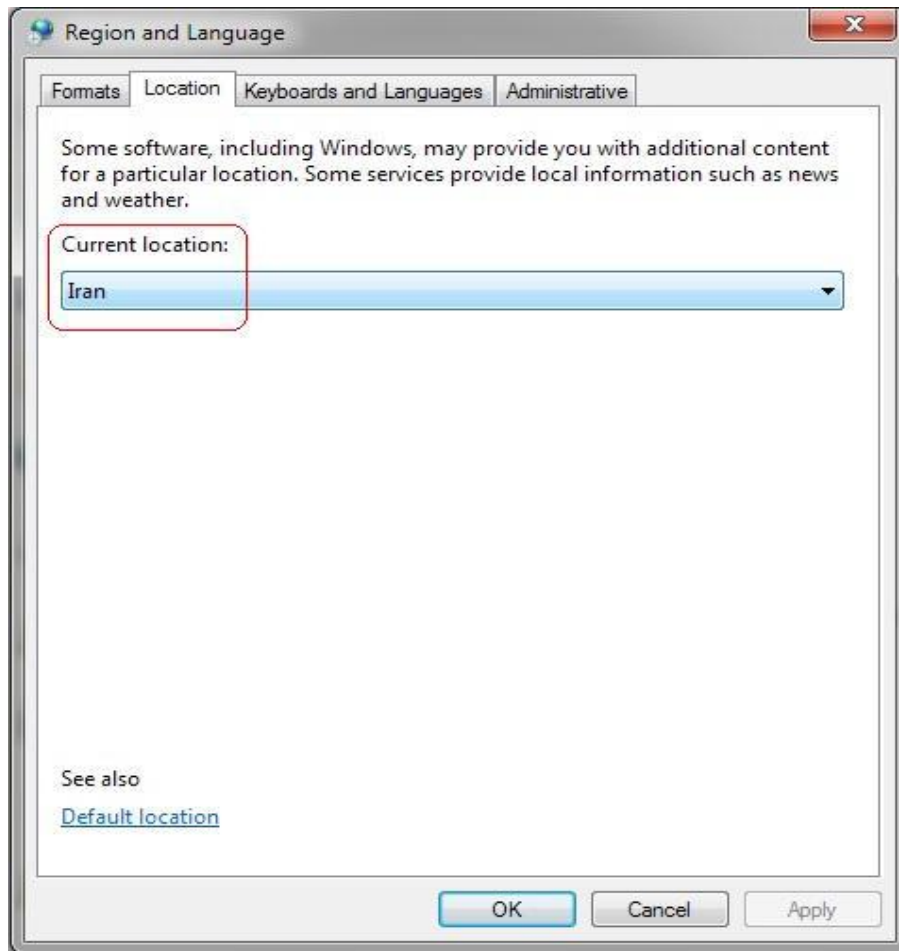 Region and Language
Formats Location Keyboards and Languages Administrative
Some software, including Windows, may provide you with additional content
for a particular location. Some services provide local information such as news
and weather.
Current location:
Iran
See also
Default location
OK Cancel Apply